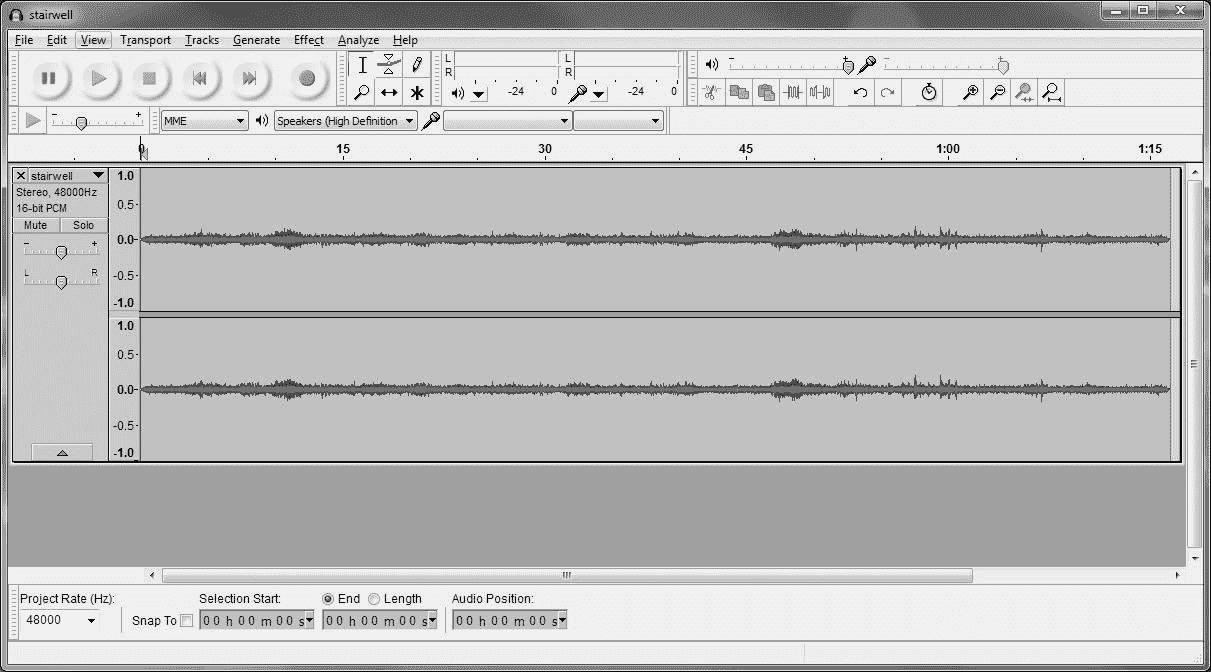 stairwell
File Edit View Transport Tracks Generate Effect Analyze Help
L
R
-24 0
L
R
-24 0
- +
- +
MME
Speakers (High Definition
0 15 30 45 1:00 1:15
stairwell
Stereo, 48000Hz
16-bit PCM
Mute Solo
- +
L R
1.0
0.5-
0.0-
-0.5-
-1.0
1.0
0.5-
0.0-
-0.5-
-1.0
Project Rate (Hz):
48000
Snap To
Selection Start:
00 h 00 m 00 s
End Length
00 h 00 m 00 s
Audio Position:
00 h 00 m 00 s